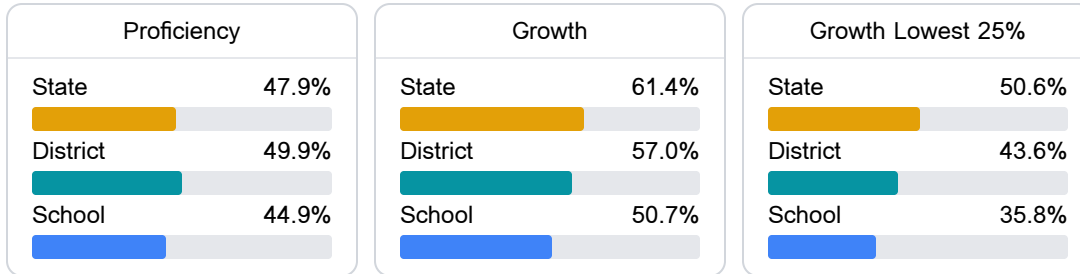 Proficiency
State 47.9%
District 49.9%
School 44.9%
Growth
State 61.4%
District 57.0%
School 50.7%
Growth Lowest 25%
State 50.6%
District 43.6%
School 35.8%